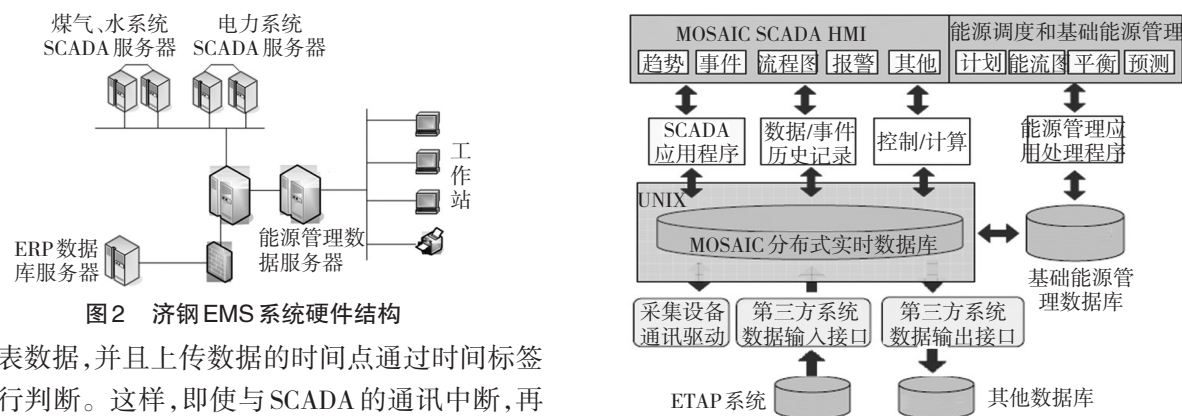 煤气、水系统
SCADA服务器
电力系统
SCADA服务器
工
作
站
ERP数据
库服务器
能源管理数
据服务器
图2 济钢EMS系统硬件结构
表数据,并且上传数据的时间点通过时间标签
行判断。这样,即使与SCADA的通讯中断,再
MOSAIC SCADA HMI
能源调度和基础能源管理
趋势 事件 流程图 报警 其他 计划 能流图 平衡 预测
SCADA
应用程序
数据/事件
历史记录
控制/计算
能源管理应
用处理程序
UNIX
MOSAIC分布式实时数据库
基础能源管
理数据库
采集设备
通讯驱动
第三方系统
数据输入接口
第三方系统
数据输出接口
ETAP系统
其他数据库